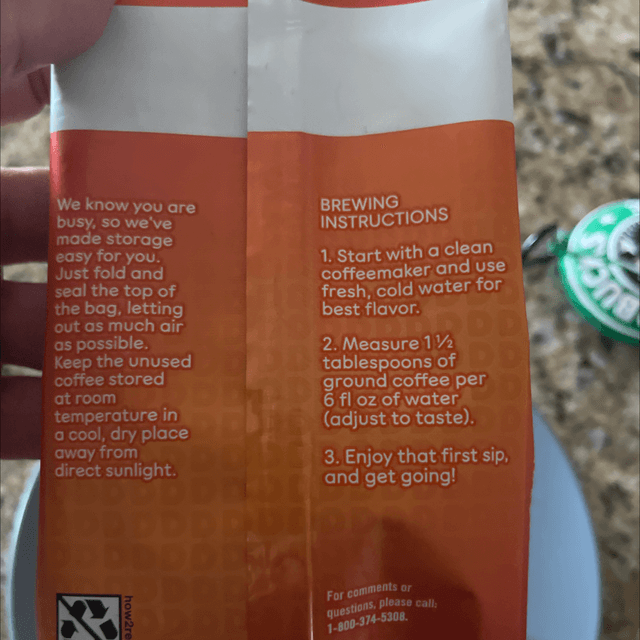 We know you are
busy, so we've
made storage
easy for you.
Just fold and
seal the top of
the bag, letting
out as much air
as possible.
Keep the unused
coffee stored
at room
temperature in
a cool, dry place
away from
direct sunlight.
BREWING
INSTRUCTIONS
1. Start with a clean
coffeemaker and use
fresh, cold water for
best flavor.
2. Measure 1 ½
tablespoons of
ground coffee per
6 fl oz of water
(adjust to taste).
3. Enjoy that first sip,
and get going!
For comments or
questions, please call:
1-800-374-5308.
how2re